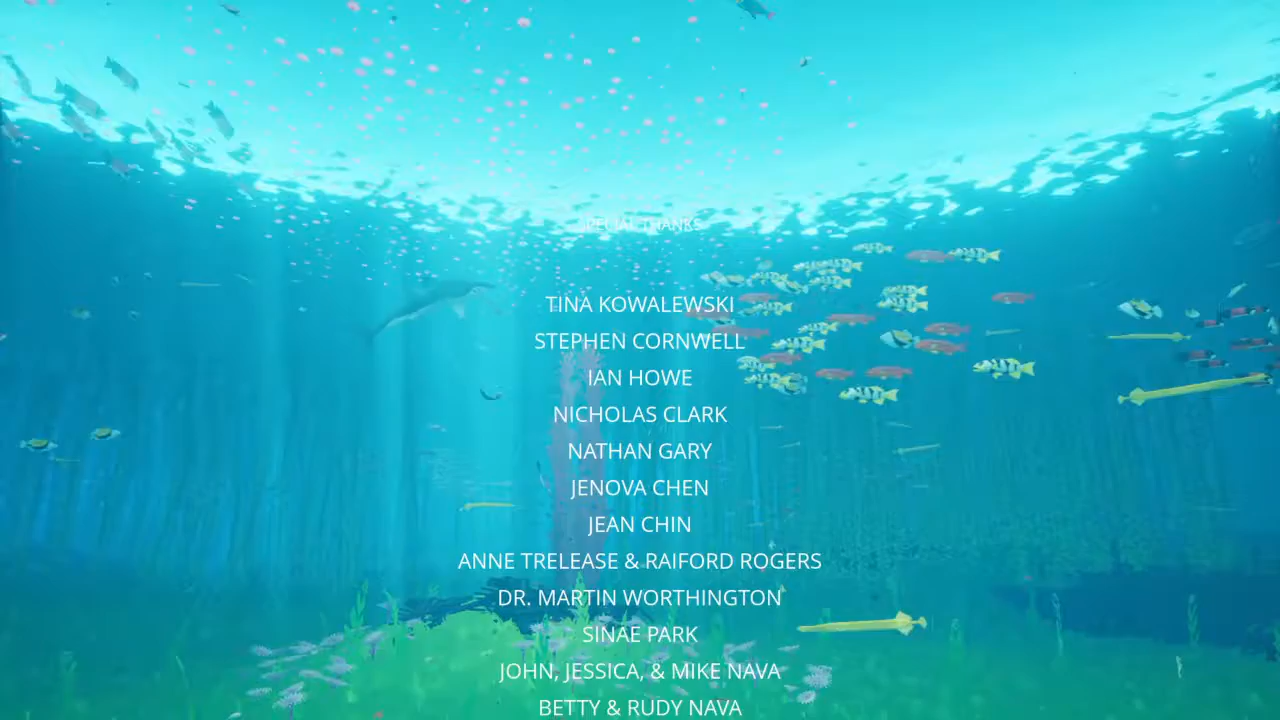 SPECIAL THANKS
TINA KOWALEWSKI
STEPHEN CORNWELL
IAN HOWE
NICHOLAS CLARK
NATHAN GARY
JENOVA CHEN
JEAN CHIN
ANNE TRELEASE & RAIFORD ROGERS
DR. MARTIN WORTHINGTON
SINAE PARK
JOHN, JESSICA, & MIKE NAVA
BETTY & RUDY NAVA